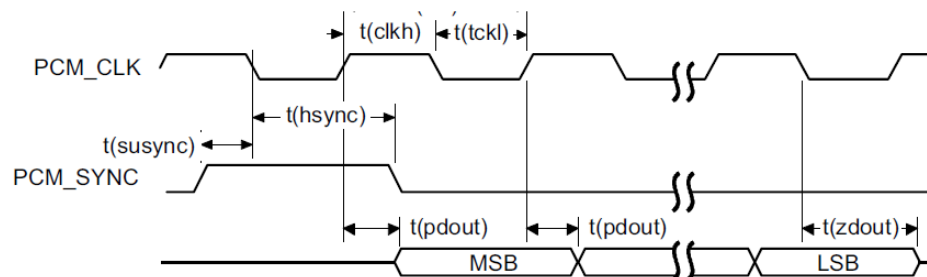 t(clkh) t(tckl)
PCM_CLK
t(hsync)
t(susync)
PCM_SYNC
t(pdout) t(pdout) t(zdout)
MSB LSB